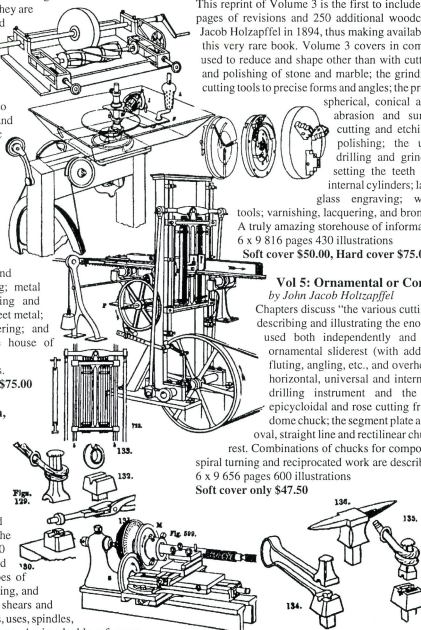 hey are
This reprint of Volume 3 is the first to include
pages of revisions and 250 additional woodc
Jacob Holzapffel in 1894, thus making availab
this very rare book. Volume 3 covers in com
used to reduce and shape other than with cutt
and polishing of stone and marble; the grindi
cutting tools to precise forms and angles; the pr
spherical, conical a
abrasion and sur
cutting and etchi
polishing; the u
drilling and grin
setting the teeth
internal cylinders; la
glass engraving; w
tools; varnishing, lacquering, and bron
A truly amazing storehouse of informa
6 x 9 816 pages 430 illustrations
Soft cover $50.00, Hard cover $75.0
to
nd
nd
g; metal
ing and
eet metal;
ering; and
house of
s.
$75.00
Vol 5: Ornamental or Co
by John Jacob Holtzapffel
Chapters discuss “the various cutti
describing and illustrating the eno
used both independently and
ornamental sliderest (with add
fluting, angling, etc., and overhe
horizontal, universal and intern
drilling instrument and the
epicycloidal and rose cutting fr
dome chuck; the segment plate a
oval, straight line and rectilinear chu
rest. Combinations of chucks for compo
spiral turning and reciprocated work are descri
6 x 9 656 pages 600 illustrations
Soft cover only $47.50
133.
132.
Figs.
129.
130.
Fig. 599.
M
136.
135.
134.
d
he
0
d
pes of
ing, and
shears and
s, uses, spindles,